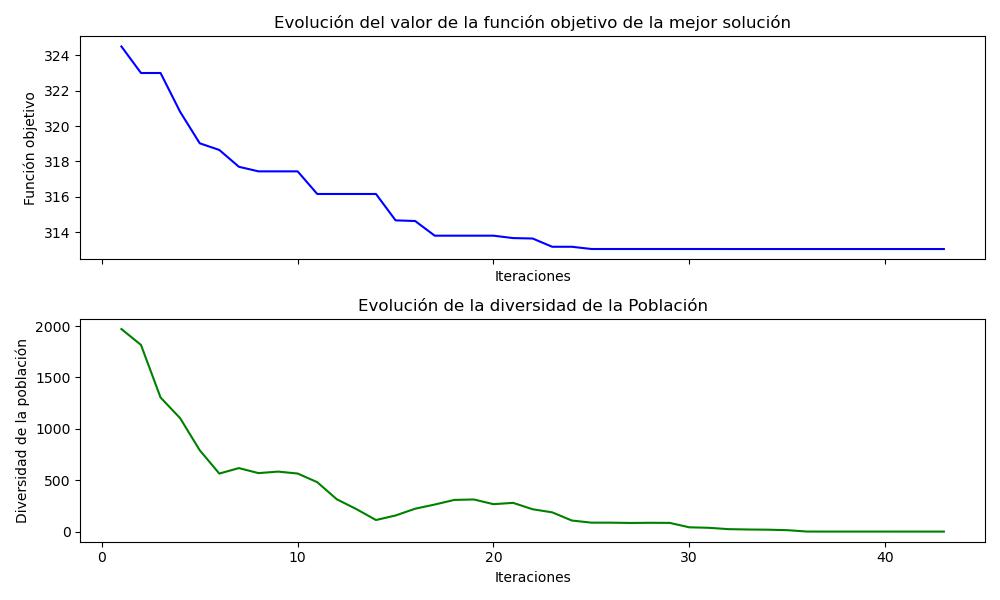 Evolución del valor de la función objetivo de la mejor solución
Función objetivo
324
322
320
318
316
314
Iteraciones
Evolución de la diversidad de la Población
Diversidad de la población
2000
1500
1000
500
0
0 10 20 30 40
Iteraciones